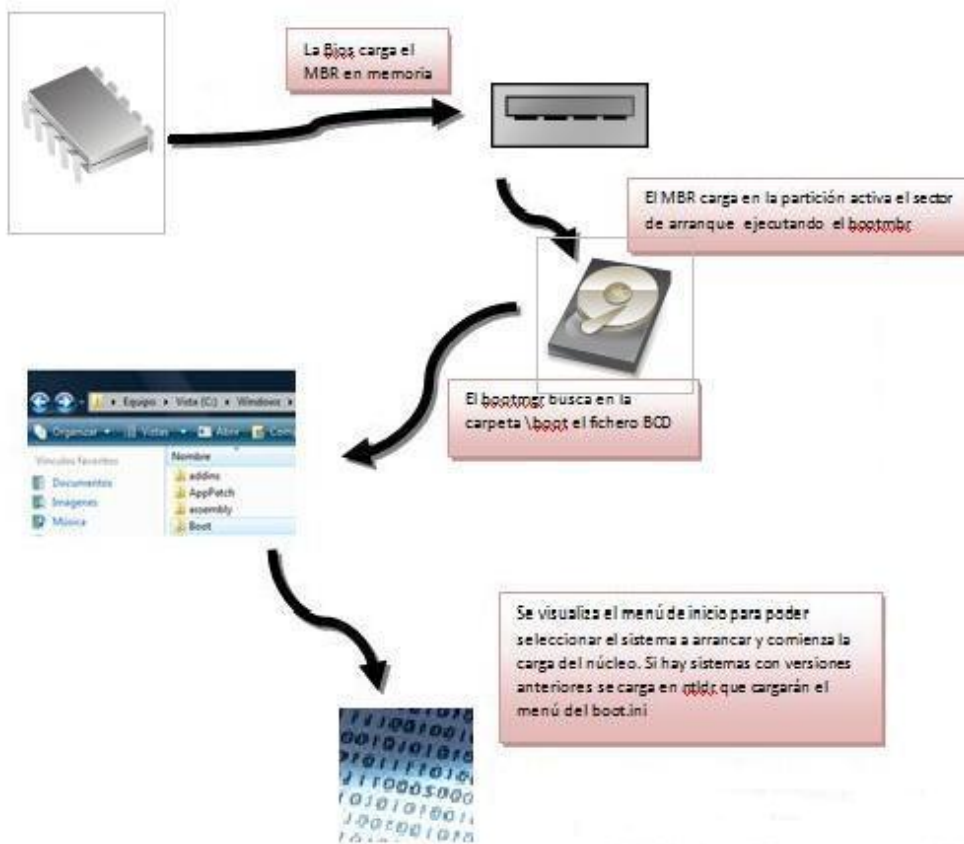 La Bios carga el
MBR en memoria
El MBR carga en la partición activa el sector
de arranque ejecutando el bootmbr
El bootmgr busca en la
carpeta \boot el fichero BCD
Equipo Vista (C:) Windows
Organizar Vistas Abrir
Vínculos favoritos
Nombre
Documentos
Imagenes
Música
addins
AppPatch
assembly
Boot
Se visualiza el menú de inicio para poder
seleccionar el sistema a arrancar y comienza la
carga del núcleo. Si hay sistemas con versiones
anteriores se carga en ntldr que cargarán el
menú del boot.ini